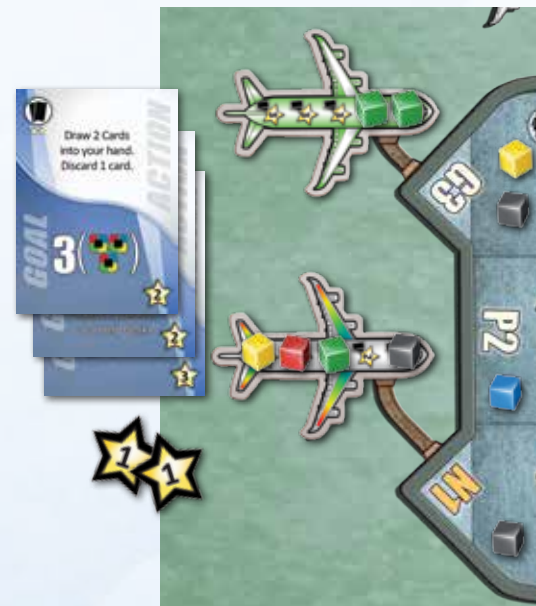 Draw 2 Cards
into your hand.
Discard 1 card.
ACTION
GOAL
3( )
2
2
3
1
1
G3
P2
N1